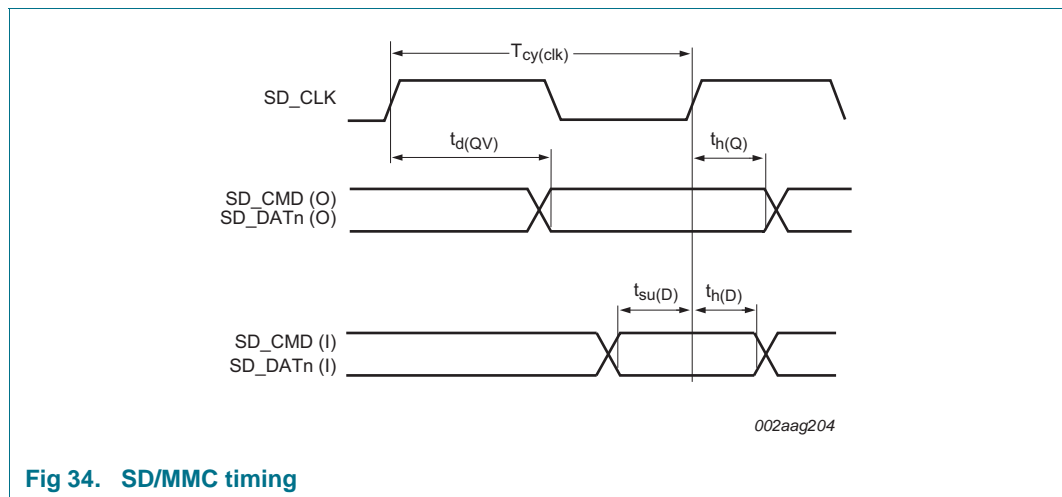 Tcy(clk)
SD_CLK
td(QV)
th(Q)
SD_CMD (O)
SD_DATn (O)
tsu(D)
th(D)
SD_CMD (I)
SD_DATn (I)
002aag204
Fig 34. SD/MMC timing